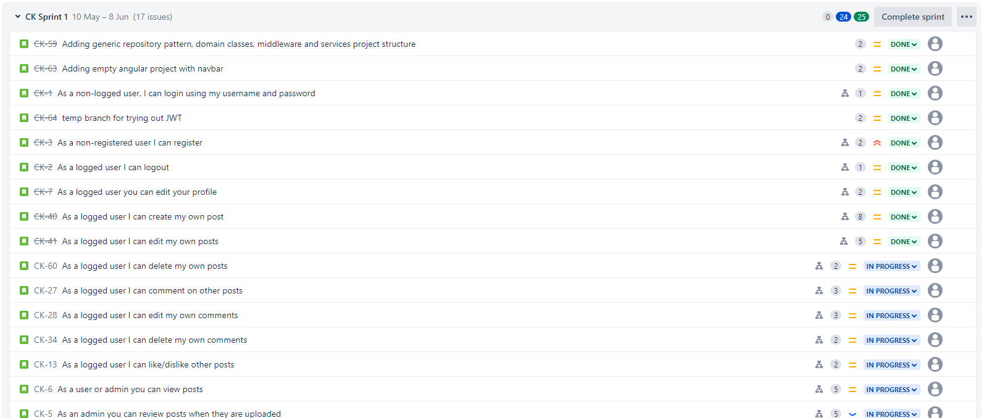 CK Sprint 1 10 May – 8 Jun (17 issues) 0 24 25 Complete sprint
CK-59 Adding generic repository pattern, domain classes, middleware and services project structure 2 DONE
CK-63 Adding empty angular project with navbar 2 DONE
CK-1 As a non-logged user, I can login using my username and password 1 DONE
CK-64 temp branch for trying out JWT 2 DONE
CK-3 As a non-registered user I can register 2 DONE
CK-2 As a logged user I can logout 1 DONE
CK-7 As a logged user you can edit your profile 2 DONE
CK-40 As a logged user I can create my own post 8 DONE
CK-41 As a logged user I can edit my own posts 5 DONE
CK-60 As a logged user I can delete my own posts 2 IN PROGRESS
CK-27 As a logged user I can comment on other posts 3 IN PROGRESS
CK-28 As a logged user I can edit my own comments 3 IN PROGRESS
CK-34 As a logged user I can delete my own comments 2 IN PROGRESS
CK-13 As a logged user I can like/dislike other posts 2 IN PROGRESS
CK-6 As a user or admin you can view posts 5 IN PROGRESS
CK-5 As an admin you can review posts when they are uploaded 5 IN PROGRESS